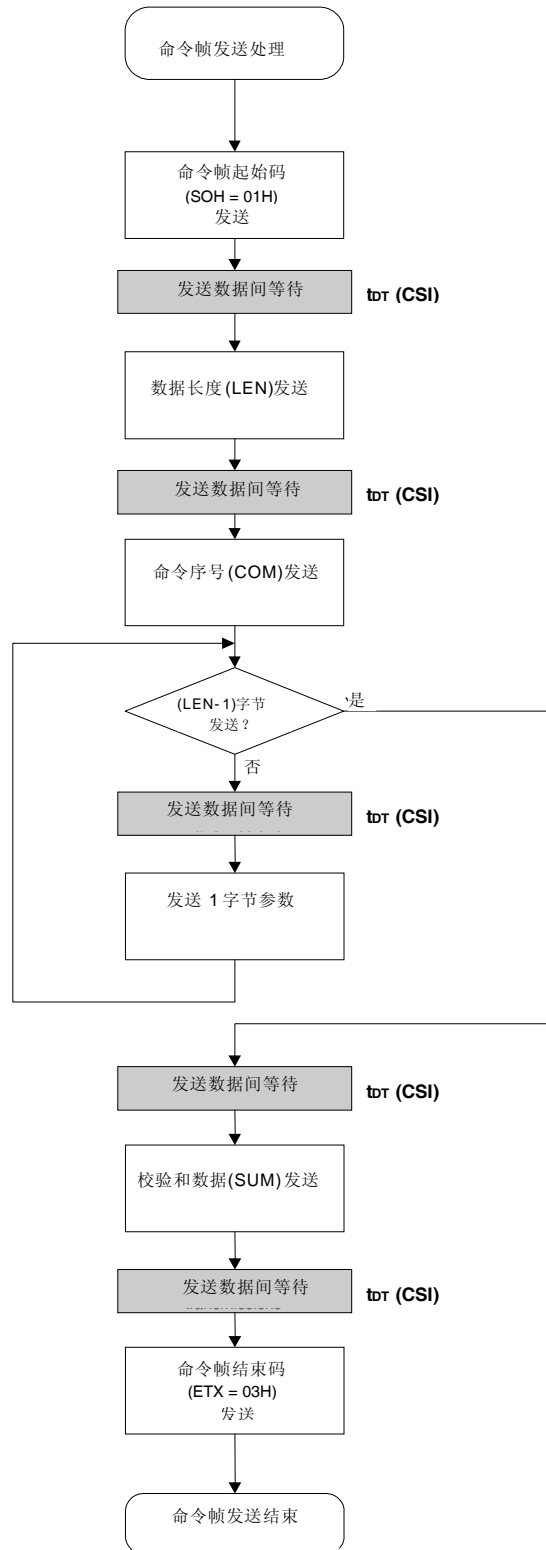 命令帧发送处理
命令帧起始码
(SOH = 01H)
发送
发送数据间等待
tDT (CSI)
数据长度(LEN)发送
发送数据间等待
tDT (CSI)
命令序号(COM)发送
(LEN-1)字节
发送？
是
否
发送数据间等待
tDT (CSI)
发送 1 字节参数
发送数据间等待
tDT (CSI)
校验和数据(SUM)发送
发送数据间等待
tDT (CSI)
命令帧结束码
(ETX = 03H)
发送
命令帧发送结束